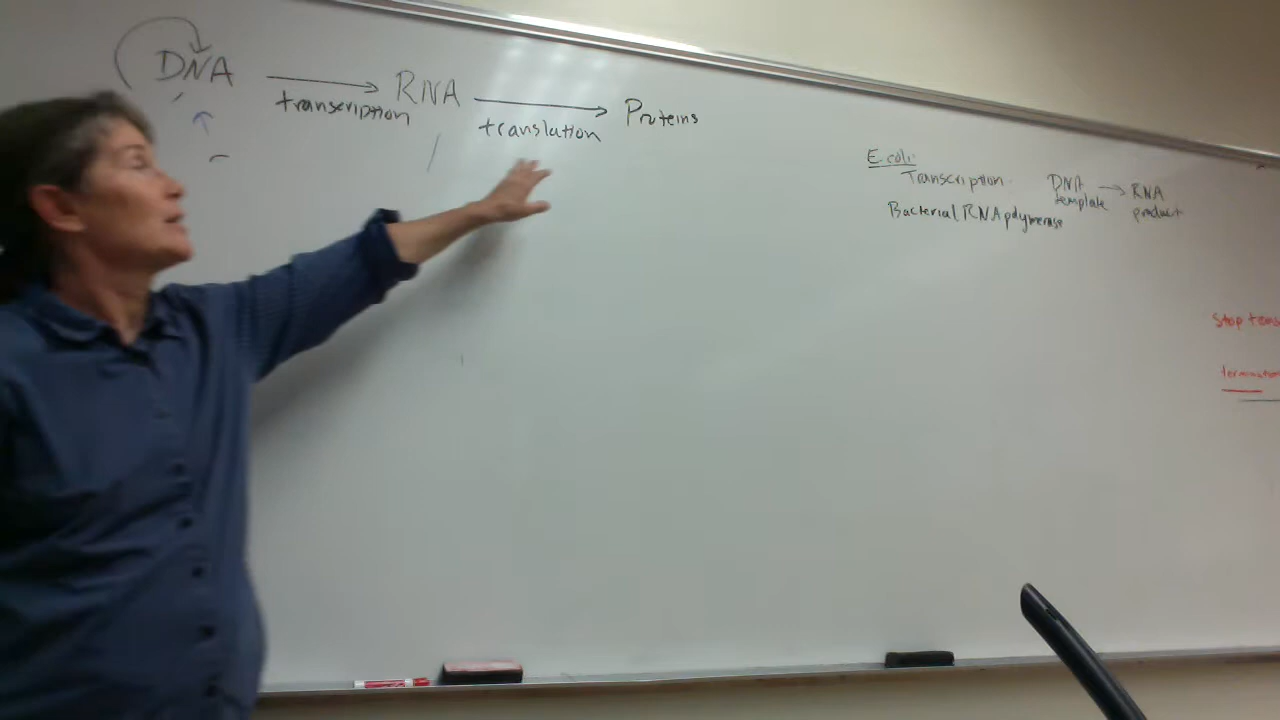 DNA → RNA → Proteins
transcription translation
E. coli
Transcription DNA template → RNA product
Bacterial RNA polymerase
stop